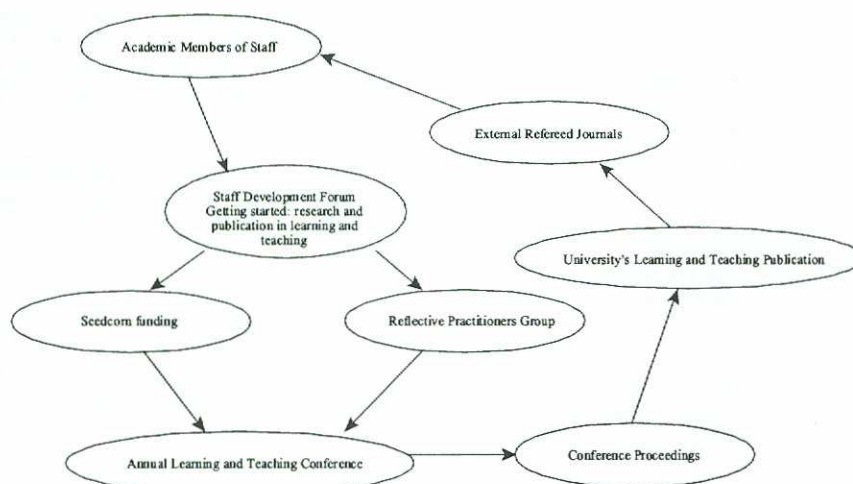 Academic Members of Staff
External Refereed Journals
Staff Development Forum
Getting started: research and
publication in learning and
teaching
University's Learning and Teaching Publication
Seedcorn funding
Reflective Practitioners Group
Annual Learning and Teaching Conference
Conference Proceedings